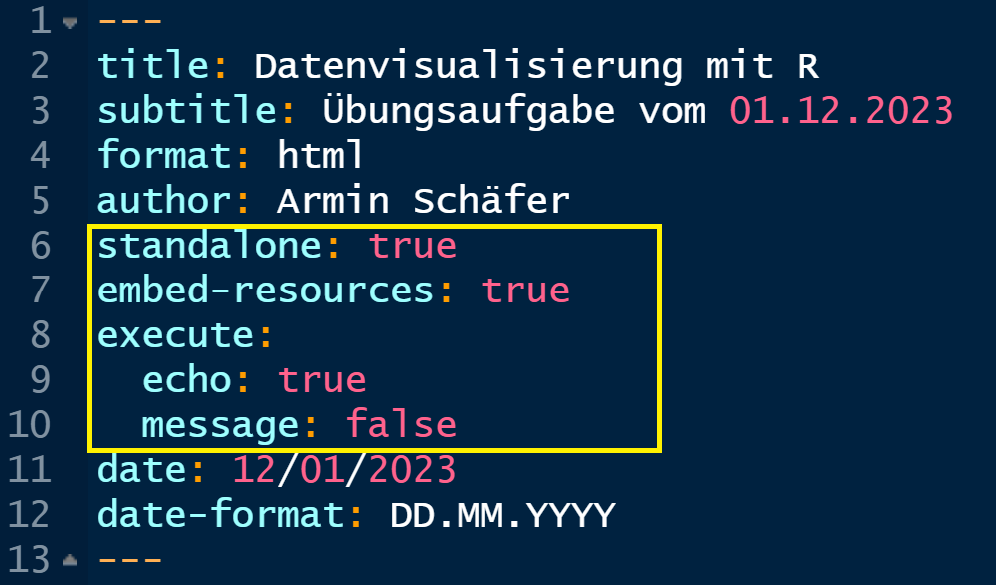 1 ---
2 title: Datenvisualisierung mit R
3 subtitle: Übungsaufgabe vom 01.12.2023
4 format: html
5 author: Armin Schäfer
6 standalone: true
7 embed-resources: true
8 execute:
9   echo: true
10   message: false
11 date: 12/01/2023
12 date-format: DD.MM.YYYY
13 ---